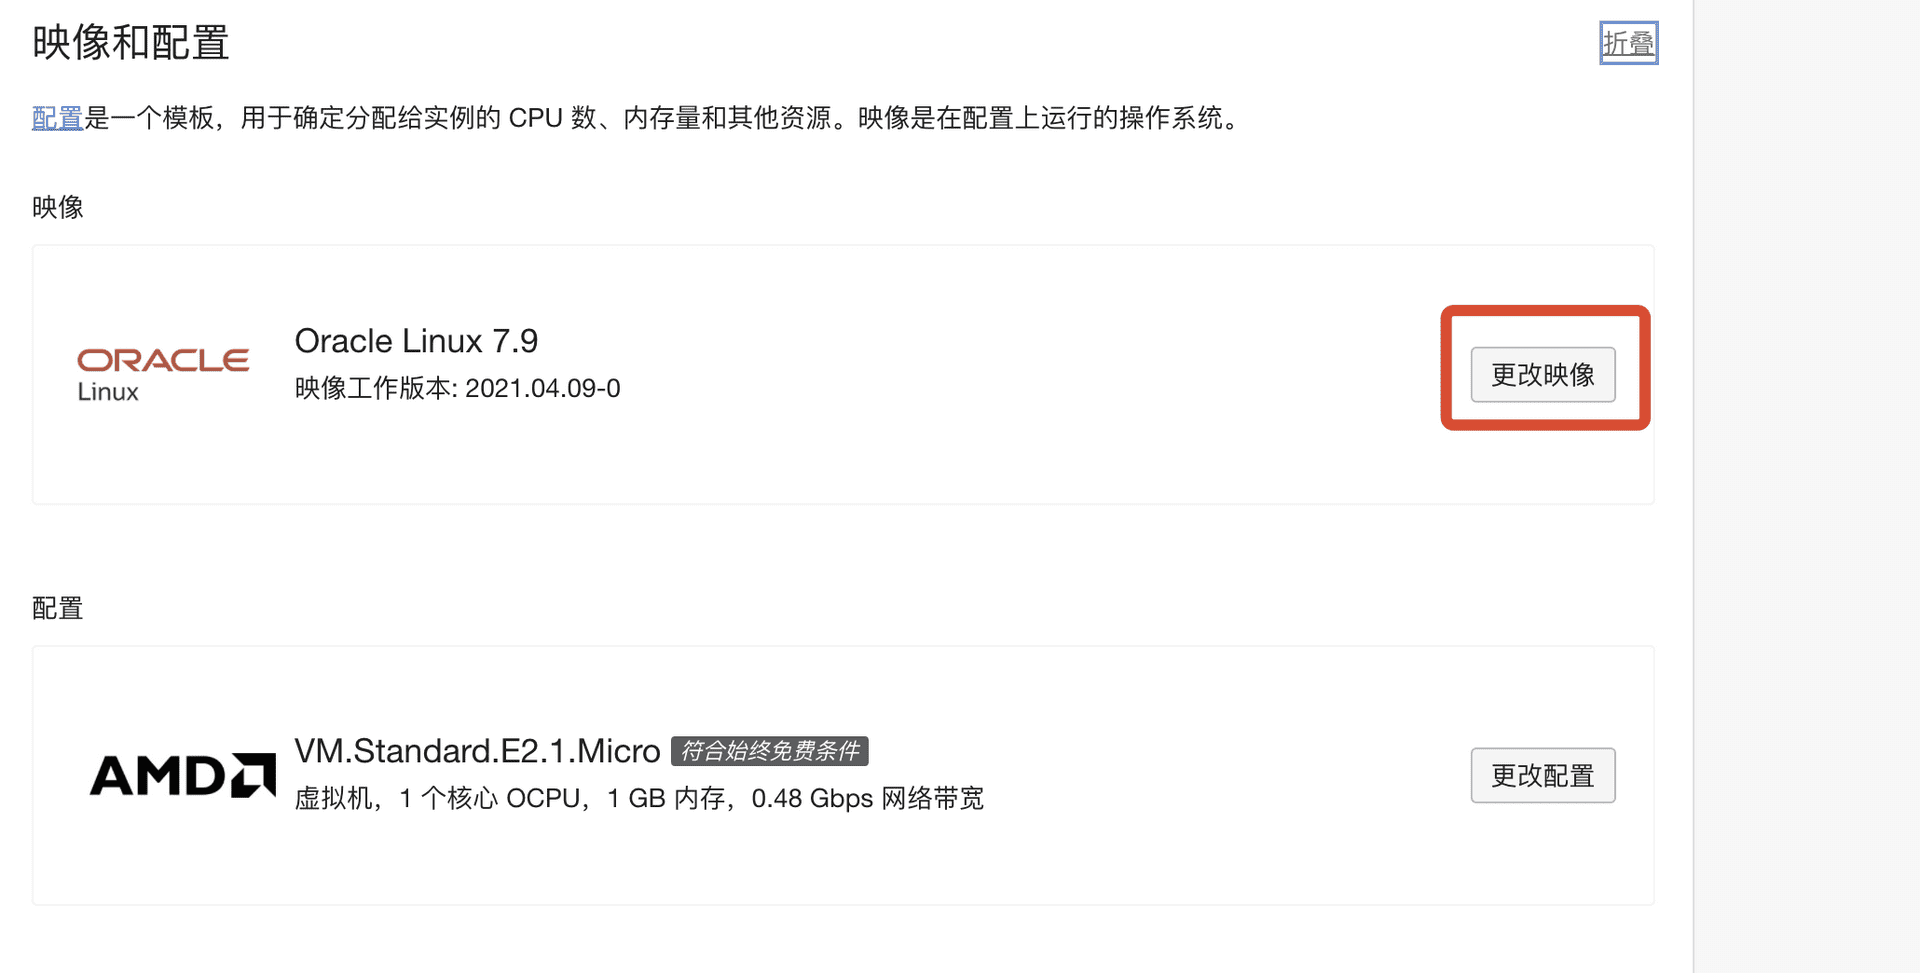 映像和配置
折叠
配置是一个模板，用于确定分配给实例的 CPU 数、内存量和其他资源。映像是在配置上运行的操作系统。
映像
ORACLE
Linux
Oracle Linux 7.9
映像工作版本: 2021.04.09-0
更改映像
配置
AMD
VM.Standard.E2.1.Micro 符合始终免费条件
虚拟机，1 个核心 OCPU，1 GB 内存，0.48 Gbps 网络带宽
更改配置